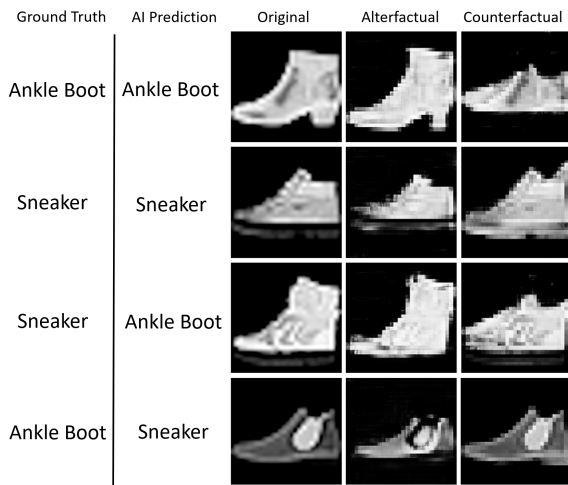 Ground Truth AI Prediction Original Alterfactual Counterfactual
Ankle Boot Ankle Boot
Sneaker Sneaker
Sneaker Ankle Boot
Ankle Boot Sneaker